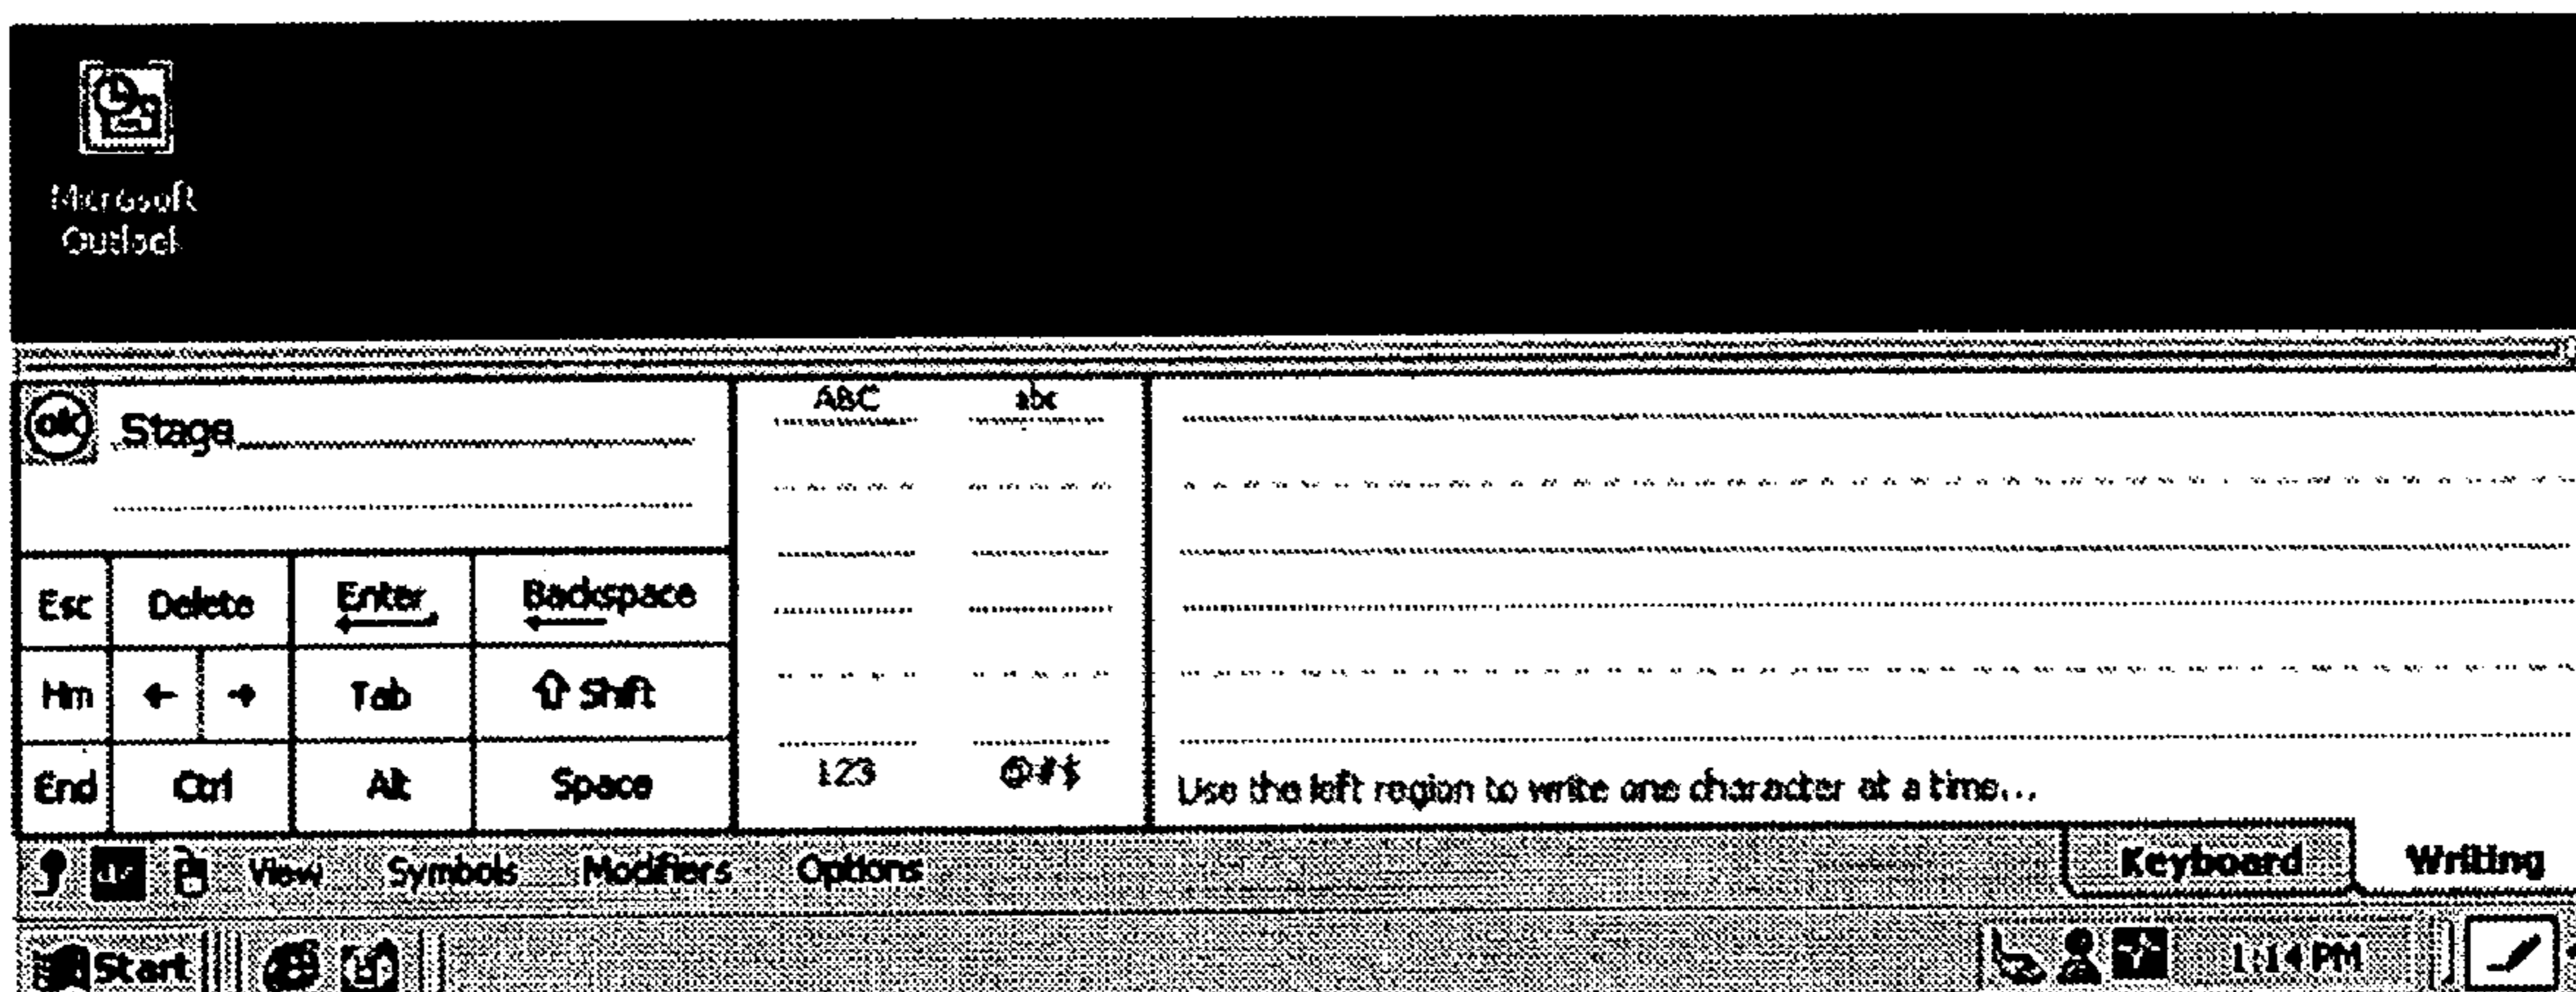 Microsoft
Outlook
ok Stage
ABC abc
Esc Delete Enter Backspace
Hm Tab Shift
End Ctrl Alt Space
123 @#$
Use the left region to write one character at a time...
View Symbols Modifiers Options Keyboard Writing
Start 1:14 PM